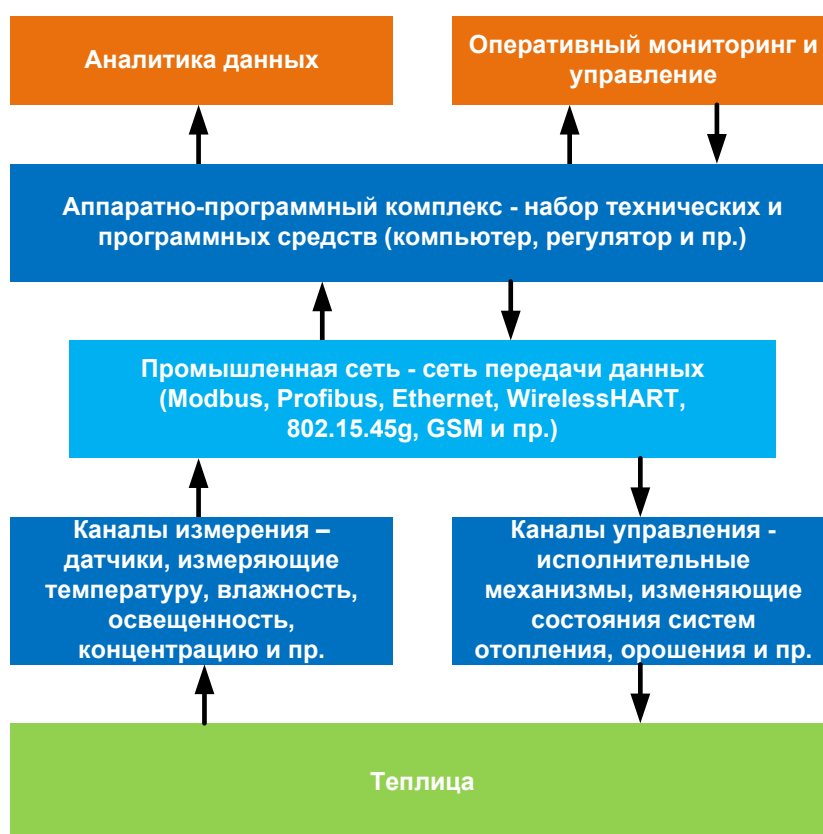 Аналитика данных
Оперативный мониторинг и
управление
Аппаратно-программный комплекс - набор технических и
программных средств (компьютер, регулятор и пр.)
Промышленная сеть - сеть передачи данных
(Modbus, Profibus, Ethernet, WirelessHART,
802.15.45g, GSM и пр.)
Каналы измерения –
датчики, измеряющие
температуру, влажность,
освещенность,
концентрацию и пр.
Каналы управления -
исполнительные
механизмы, изменяющие
состояния систем
отопления, орошения и пр.
Теплица